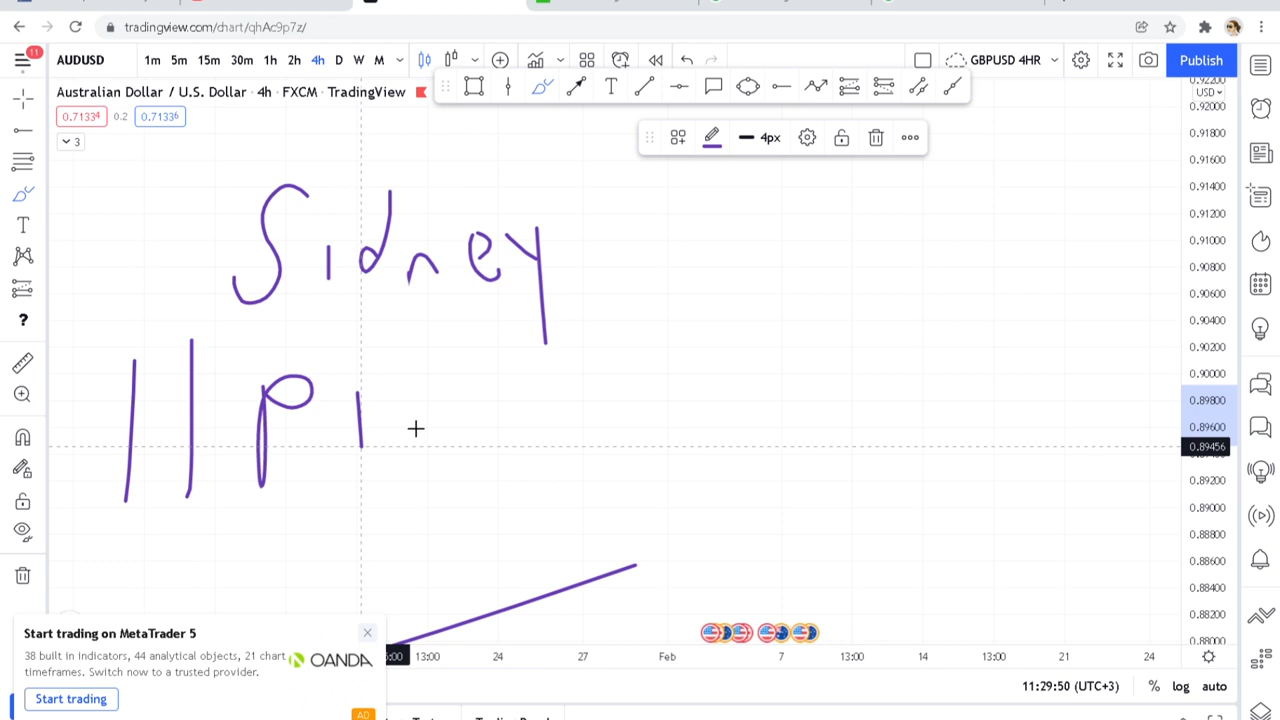 tradingview.com/chart/qhAc9p7z/
11
AUDUSD 1m 5m 15m 30m 1h 2h 4h D W M GBPUSD 4HR Publish
Australian Dollar / U.S. Dollar · 4h · FXCM · TradingView
USD
0.92000
0.71334 0.2 0.71336
0.91800
3
0.91600
0.91400
0.91200
0.91000
0.90800
0.90600
0.90400
0.90200
0.90000
0.89800
0.89600
0.89456
0.89200
0.89000
0.88800
0.88600
0.88400
0.88200
0.88000
Sidney
11 P
Start trading on MetaTrader 5
38 built in indicators, 44 analytical objects, 21 chart
timeframes. Switch now to a trusted provider.
OANDA
Start trading
AD
4px
13:00 24 27 Feb 7 13:00 14 13:00 21 24
11:29:50 (UTC+3) % log auto